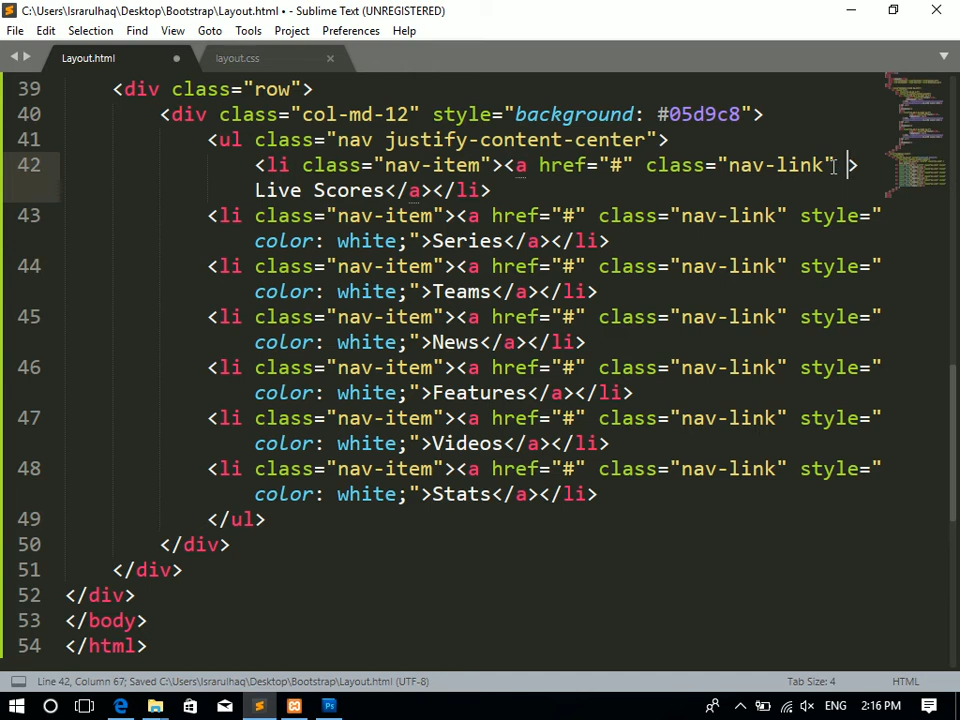 C:\Users\Israrulhaq\Desktop\Bootstrap\Layout.html • - Sublime Text (UNREGISTERED)
File Edit Selection Find View Goto Tools Project Preferences Help
Layout.html layout.css
39 <div class="row">
40 <div class="col-md-12" style="background: #05d9c8">
41 <ul class="nav justify-content-center">
42 <li class="nav-item"><a href="#" class="nav-link" >
Live Scores</a></li>
43 <li class="nav-item"><a href="#" class="nav-link" style="
color: white;">Series</a></li>
44 <li class="nav-item"><a href="#" class="nav-link" style="
color: white;">Teams</a></li>
45 <li class="nav-item"><a href="#" class="nav-link" style="
color: white;">News</a></li>
46 <li class="nav-item"><a href="#" class="nav-link" style="
color: white;">Features</a></li>
47 <li class="nav-item"><a href="#" class="nav-link" style="
color: white;">Videos</a></li>
48 <li class="nav-item"><a href="#" class="nav-link" style="
color: white;">Stats</a></li>
49 </ul>
50 </div>
51 </div>
52 </div>
53 </body>
54 </html>
Line 42, Column 67; Saved C:\Users\Israrulhaq\Desktop\Bootstrap\Layout.html (UTF-8) Tab Size: 4 HTML
ENG 2:16 PM